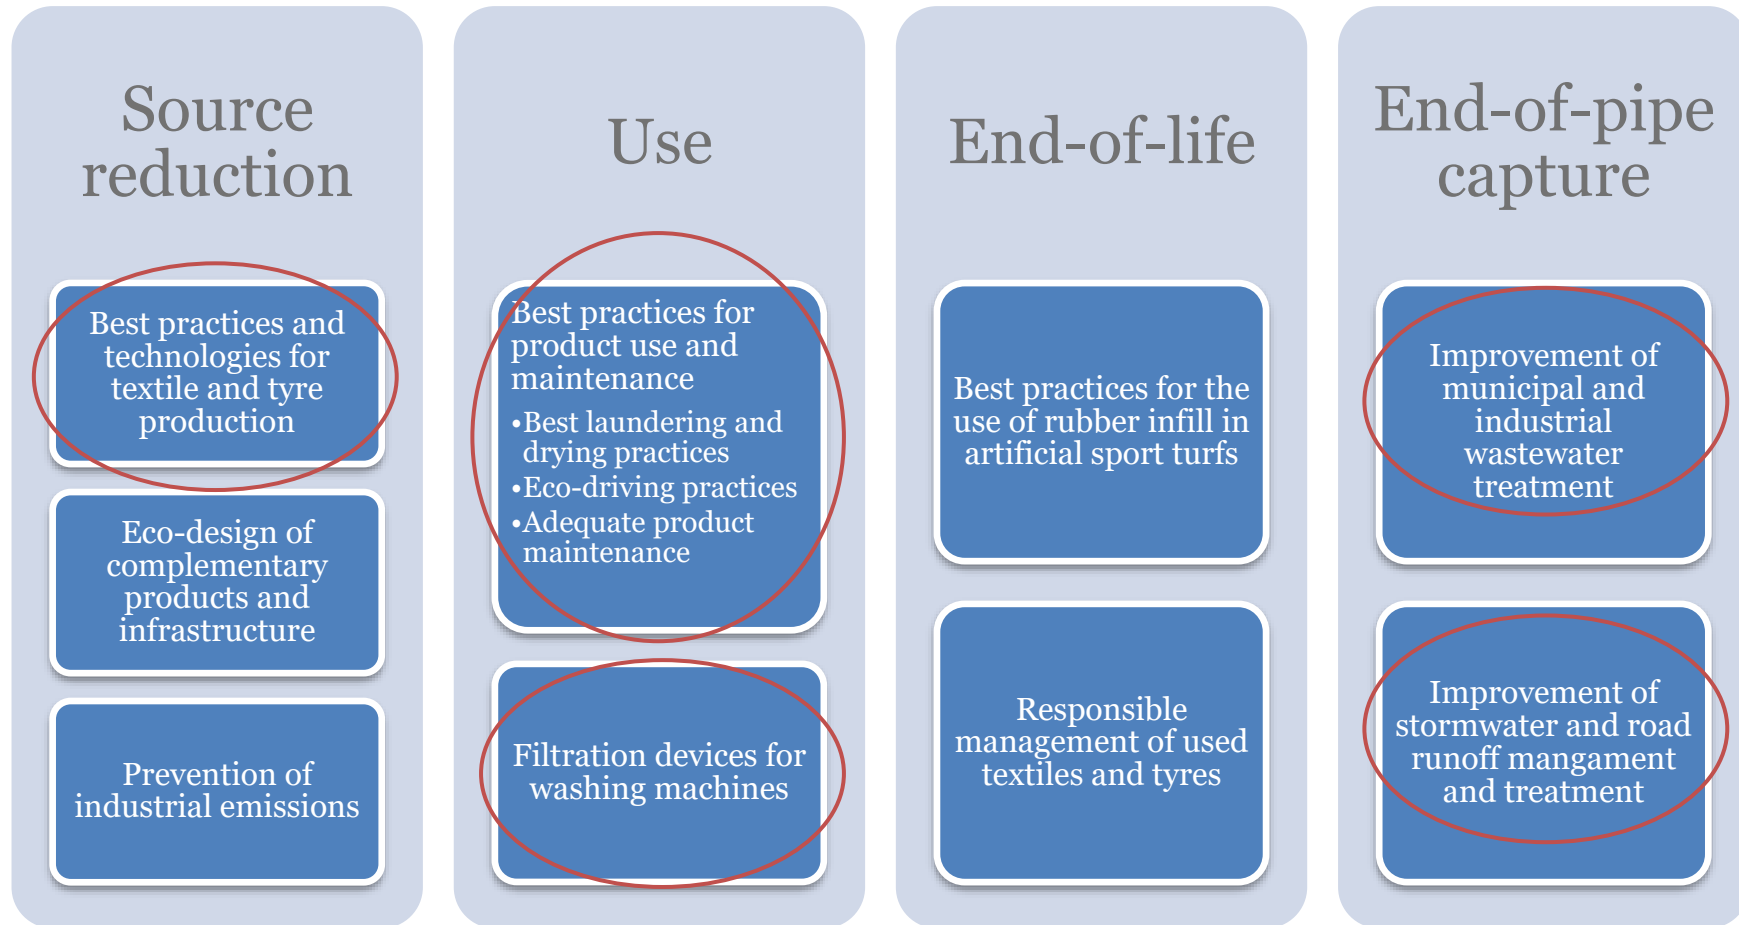 Source
reduction
Best practices and
technologies for
textile and tyre
production
Eco-design of
complementary
products and
infrastructure
Prevention of
industrial emissions
Use
Best practices for
product use and
maintenance
•Best laundering and
drying practices
•Eco-driving practices
•Adequate product
maintenance
Filtration devices for
washing machines
End-of-life
Best practices for the
use of rubber infill in
artificial sport turfs
Responsible
management of used
textiles and tyres
End-of-pipe
capture
Improvement of
municipal and
industrial
wastewater
treatment
Improvement of
stormwater and road
runoff mangament
and treatment